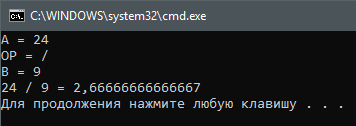 C:\WINDOWS\system32\cmd.exe
A = 24
OP = /
B = 9
24 / 9 = 2,66666666666667
Для продолжения нажмите любую клавишу . . .